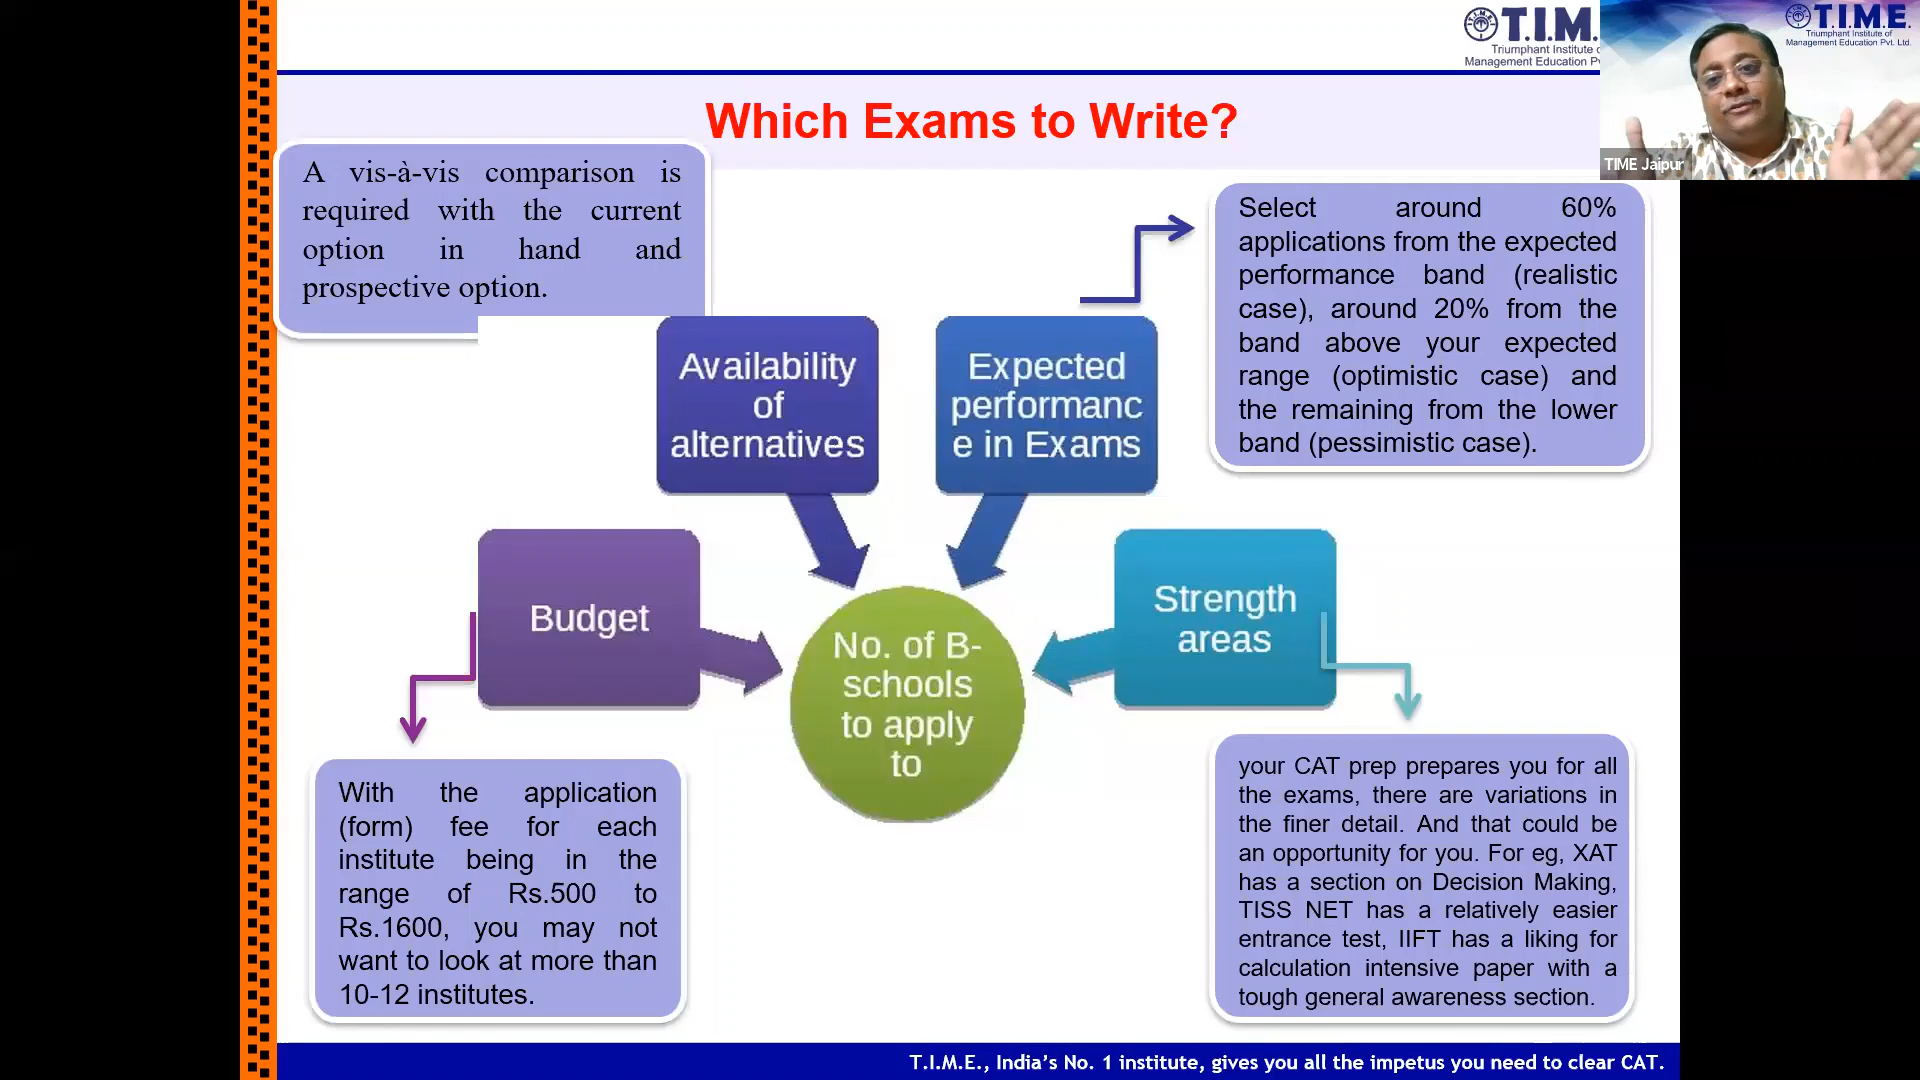 T.I.M.
Triumphant Institute
Management Education
T.I.M.E.
Triumphant Institute of
Management Education Pvt. Ltd.
TIME Jaipur
Which Exams to Write?
A vis-à-vis comparison is
required with the current
option in hand and
prospective option.
Select around 60%
applications from the expected
performance band (realistic
case), around 20% from the
band above your expected
range (optimistic case) and
the remaining from the lower
band (pessimistic case).
Availability
of
alternatives
Expected
performanc
e in Exams
Budget
Strength
areas
No. of B-
schools
to apply
to
With the application
(form) fee for each
institute being in the
range of Rs.500 to
Rs.1600, you may not
want to look at more than
10-12 institutes.
your CAT prep prepares you for all
the exams, there are variations in
the finer detail. And that could be
an opportunity for you. For eg, XAT
has a section on Decision Making,
TISS NET has a relatively easier
entrance test, IIFT has a liking for
calculation intensive paper with a
tough general awareness section.
T.I.M.E., India's No. 1 institute, gives you all the impetus you need to clear CAT.